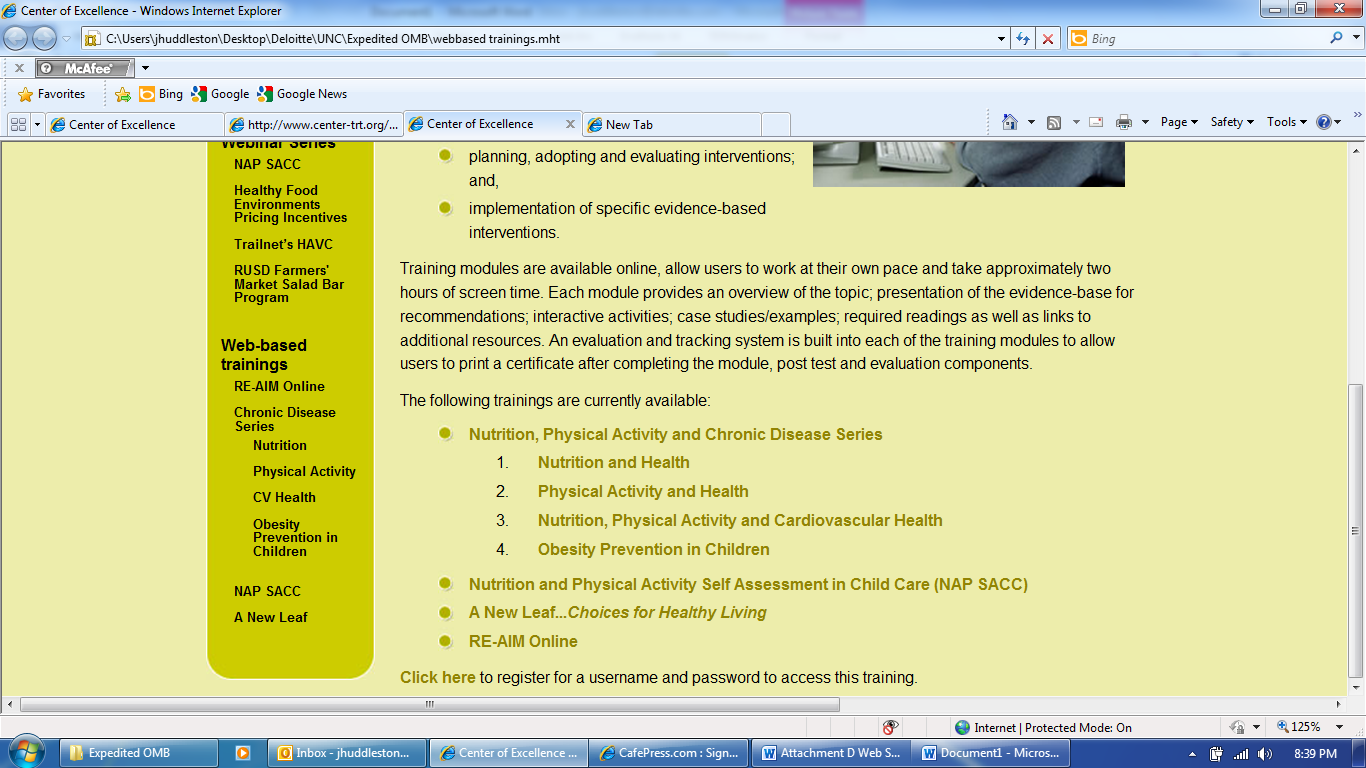 Center of Excellence - Windows Internet Explorer
C:\Users\jhuddleston\Desktop\Deloitte\UNC\Expedited OMB\webbased trainings.mht
Bing
McAfee
Favorites
Bing
Google
Google News
Center of Excellence
http://www.center-trt.org/...
Center of Excellence
New Tab
Page
Safety
Tools
Webinar Series
NAP SACC
Healthy Food
Environments
Pricing Incentives
Trailnet's HAVC
RUSD Farmers'
Market Salad Bar
Program
Web-based
trainings
RE-AIM Online
Chronic Disease
Series
Nutrition
Physical Activity
CV Health
Obesity
Prevention in
Children
NAP SACC
A New Leaf
planning, adopting and evaluating interventions;
and,
implementation of specific evidence-based
interventions.
Training modules are available online, allow users to work at their own pace and take approximately two
hours of screen time. Each module provides an overview of the topic; presentation of the evidence-base for
recommendations; interactive activities; case studies/examples; required readings as well as links to
additional resources. An evaluation and tracking system is built into each of the training modules to allow
users to print a certificate after completing the module, post test and evaluation components.
The following trainings are currently available:
Nutrition, Physical Activity and Chronic Disease Series
1. Nutrition and Health
2. Physical Activity and Health
3. Nutrition, Physical Activity and Cardiovascular Health
4. Obesity Prevention in Children
Nutrition and Physical Activity Self Assessment in Child Care (NAP SACC)
A New Leaf...Choices for Healthy Living
RE-AIM Online
Click here to register for a username and password to access this training.
Internet | Protected Mode: On
125%
Expedited OMB
Inbox - jhuddleston...
Center of Excellence ...
CafePress.com : Sign...
Attachment D Web S...
Document1 - Micros...
8:39 PM